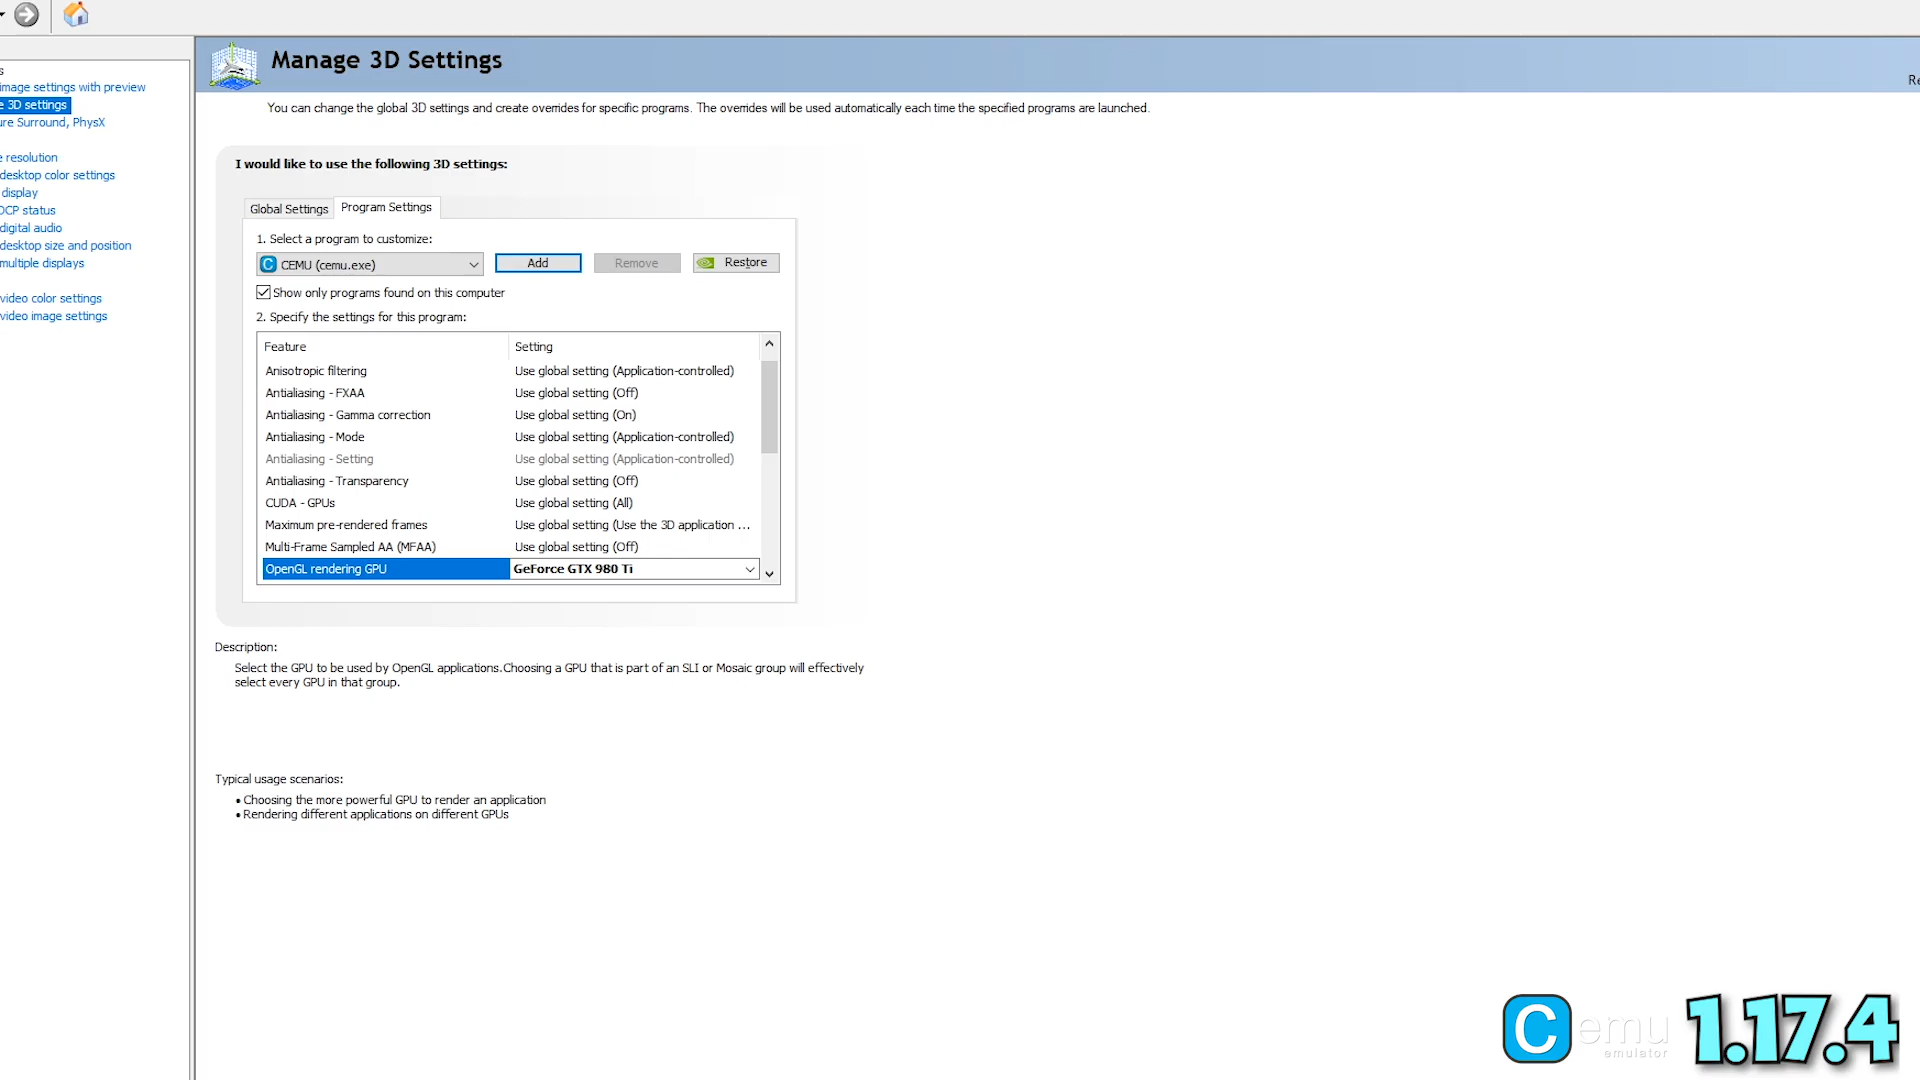 Manage 3D Settings
You can change the global 3D settings and create overrides for specific programs. The overrides will be used automatically each time the specified programs are launched.
Re
s
image settings with preview
e 3D settings
ure Surround, PhysX
e resolution
desktop color settings
display
DCP status
digital audio
desktop size and position
multiple displays
video color settings
video image settings
I would like to use the following 3D settings:
Global Settings
Program Settings
1. Select a program to customize:
C CEMU (cemu.exe)
Add
Remove
Restore
Show only programs found on this computer
2. Specify the settings for this program:
Feature Setting
Anisotropic filtering Use global setting (Application-controlled)
Antialiasing - FXAA Use global setting (Off)
Antialiasing - Gamma correction Use global setting (On)
Antialiasing - Mode Use global setting (Application-controlled)
Antialiasing - Setting Use global setting (Application-controlled)
Antialiasing - Transparency Use global setting (Off)
CUDA - GPUs Use global setting (All)
Maximum pre-rendered frames Use global setting (Use the 3D application ...
Multi-Frame Sampled AA (MFAA) Use global setting (Off)
OpenGL rendering GPU GeForce GTX 980 Ti
Description:
Select the GPU to be used by OpenGL applications.Choosing a GPU that is part of an SLI or Mosaic group will effectively
select every GPU in that group.
Typical usage scenarios:
• Choosing the more powerful GPU to render an application
• Rendering different applications on different GPUs
Cemu
emulator
1.17.4